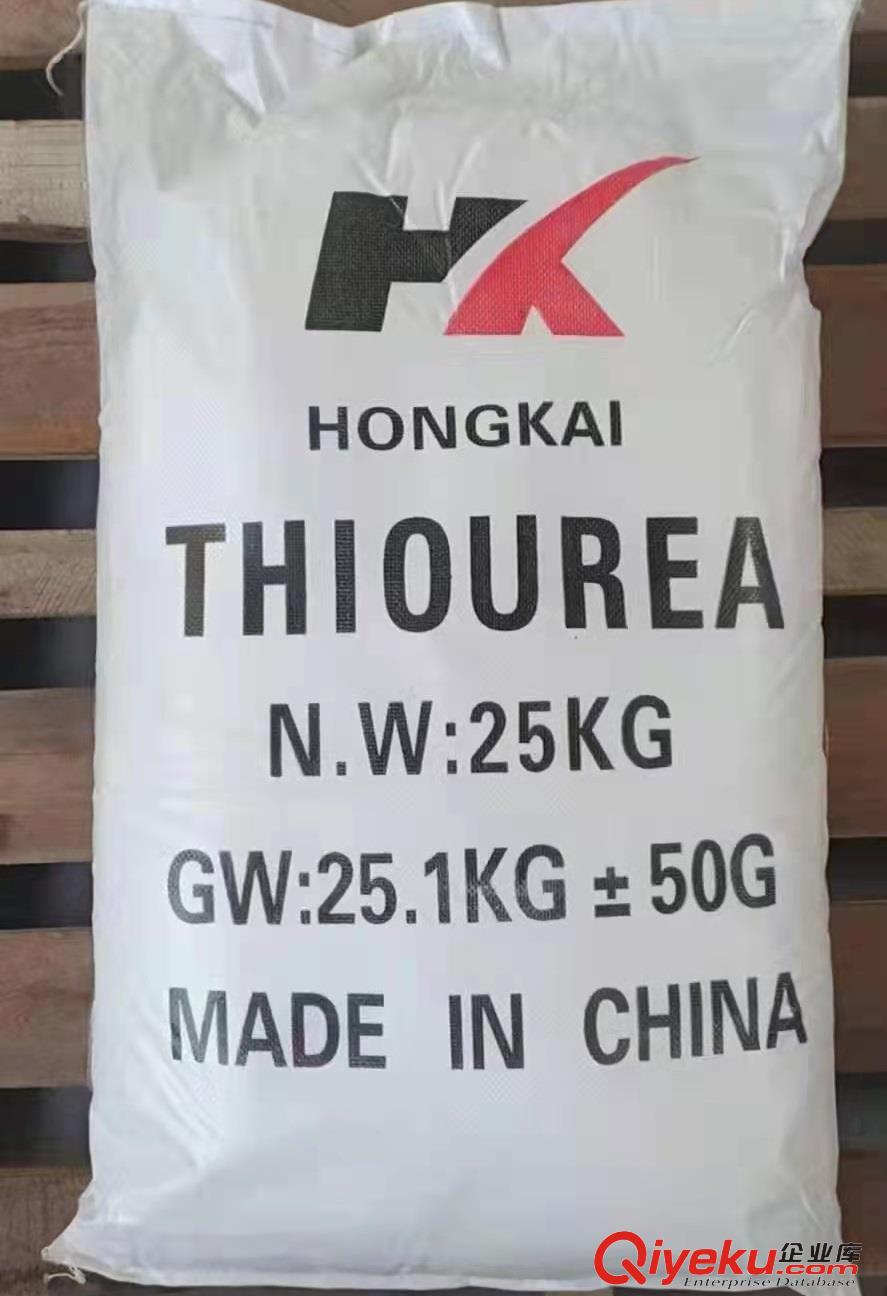 HK
HONGKAI
THIOUREA
N.W:25KG
GW:25.1KG ± 50G
MADE IN CHINA
Qiyeku企业库.com
Enterprise Database